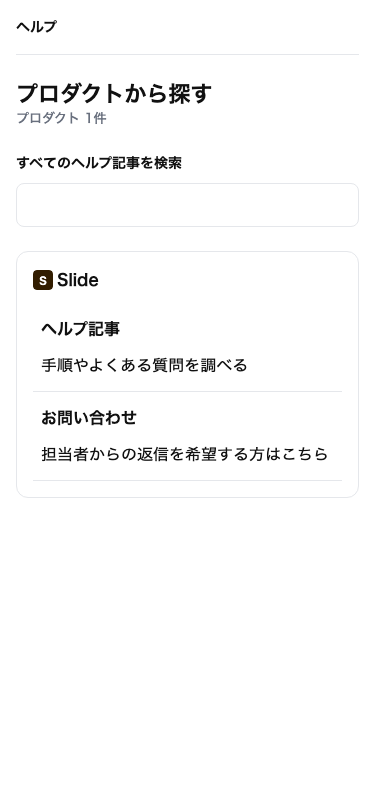 ヘルプ
プロダクトから探す
プロダクト 1件
すべてのヘルプ記事を検索
S Slide
ヘルプ記事
手順やよくある質問を調べる
お問い合わせ
担当者からの返信を希望する方はこちら